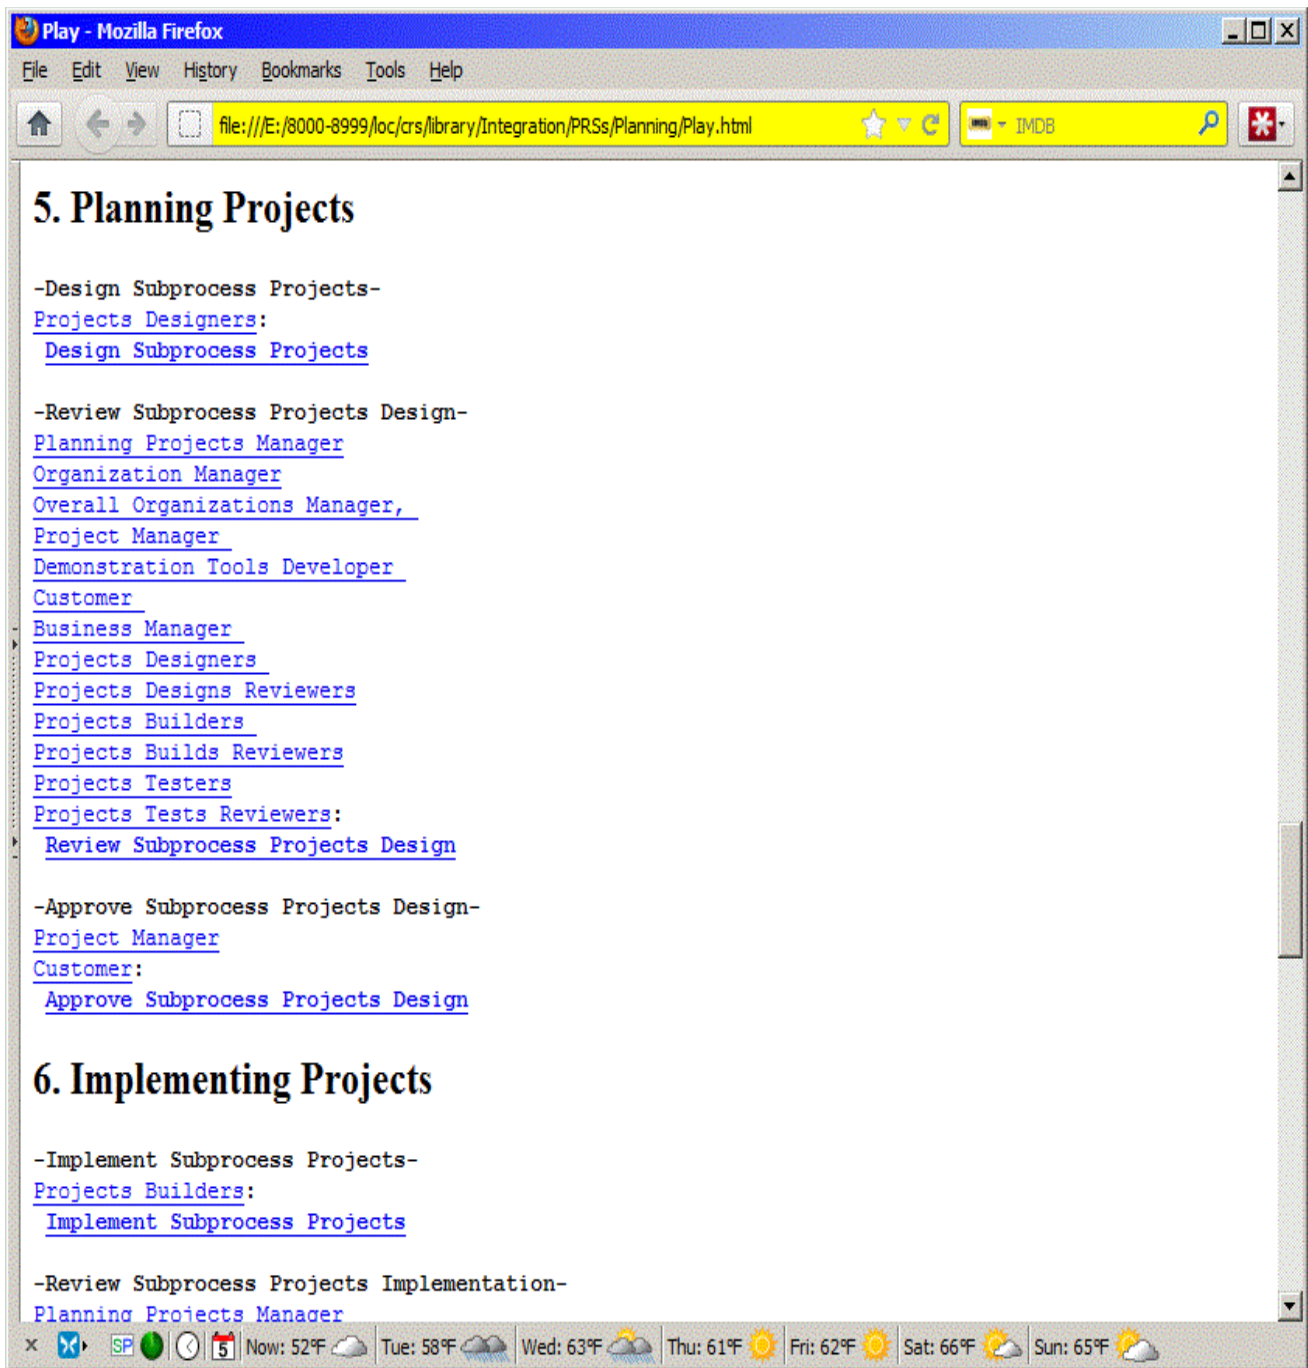 Play - Mozilla Firefox
File Edit View History Bookmarks Tools Help
file:///E:/8000-8999/loc/crs/library/Integration/PRSs/Planning/Play.html IMDB
5. Planning Projects
-Design Subprocess Projects-
Projects Designers:
Design Subprocess Projects
-Review Subprocess Projects Design-
Planning Projects Manager
Organization Manager
Overall Organizations Manager,
Project Manager
Demonstration Tools Developer
Customer
Business Manager
Projects Designers
Projects Designs Reviewers
Projects Builders
Projects Builds Reviewers
Projects Testers
Projects Tests Reviewers:
Review Subprocess Projects Design
-Approve Subprocess Projects Design-
Project Manager
Customer:
Approve Subprocess Projects Design
6. Implementing Projects
-Implement Subprocess Projects-
Projects Builders:
Implement Subprocess Projects
-Review Subprocess Projects Implementation-
Planning Projects Manager
SP 5 Now: 52°F Tue: 58°F Wed: 63°F Thu: 61°F Fri: 62°F Sat: 66°F Sun: 65°F